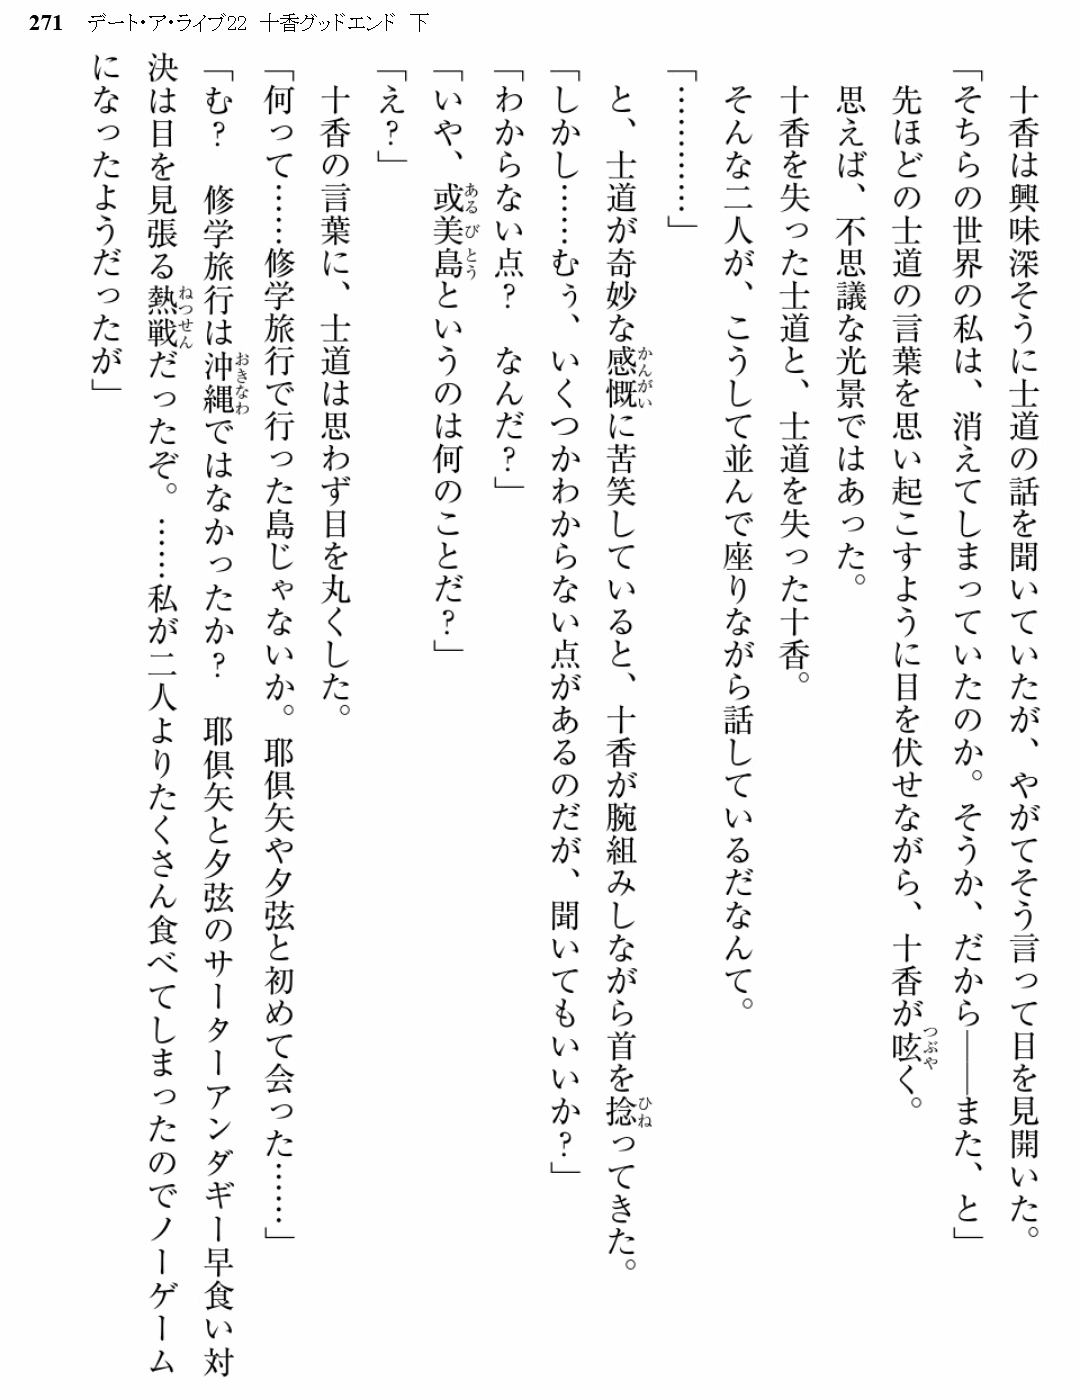 271 デート・ア・ライブ22 十香グッドエンド 下
十香は興味深そうに士道の話を聞いていたが、やがてそう言って目を見開いた。
「そちらの世界の私は、消えてしまっていたのか。そうか、だから――また、と」
先ほどの士道の言葉を思い起こすように目を伏せながら、十香が呟く。
思えば、不思議な光景ではあった。
十香を失った士道と、士道を失った十香。
そんな二人が、こうして並んで座りながら話しているだなんて。
「…………」
と、士道が奇妙な感慨に苦笑していると、十香が腕組みしながら首を捻ってきた。
「しかし……むぅ、いくつかわからない点があるのだが、聞いてもいいか?」
「わからない点? なんだ?」
「いや、或美島というのは何のことだ?」
「え?」
十香の言葉に、士道は思わず目を丸くした。
「何って……修学旅行で行った島じゃないか。耶倶矢や夕弦と初めて会った……」
「む? 修学旅行は沖縄ではなかったか? 耶倶矢と夕弦のサーターアンダギー早食い対
決は目を見張る熱戦だったぞ。……私が二人よりたくさん食べてしまったのでノーゲーム
になったようだったが」